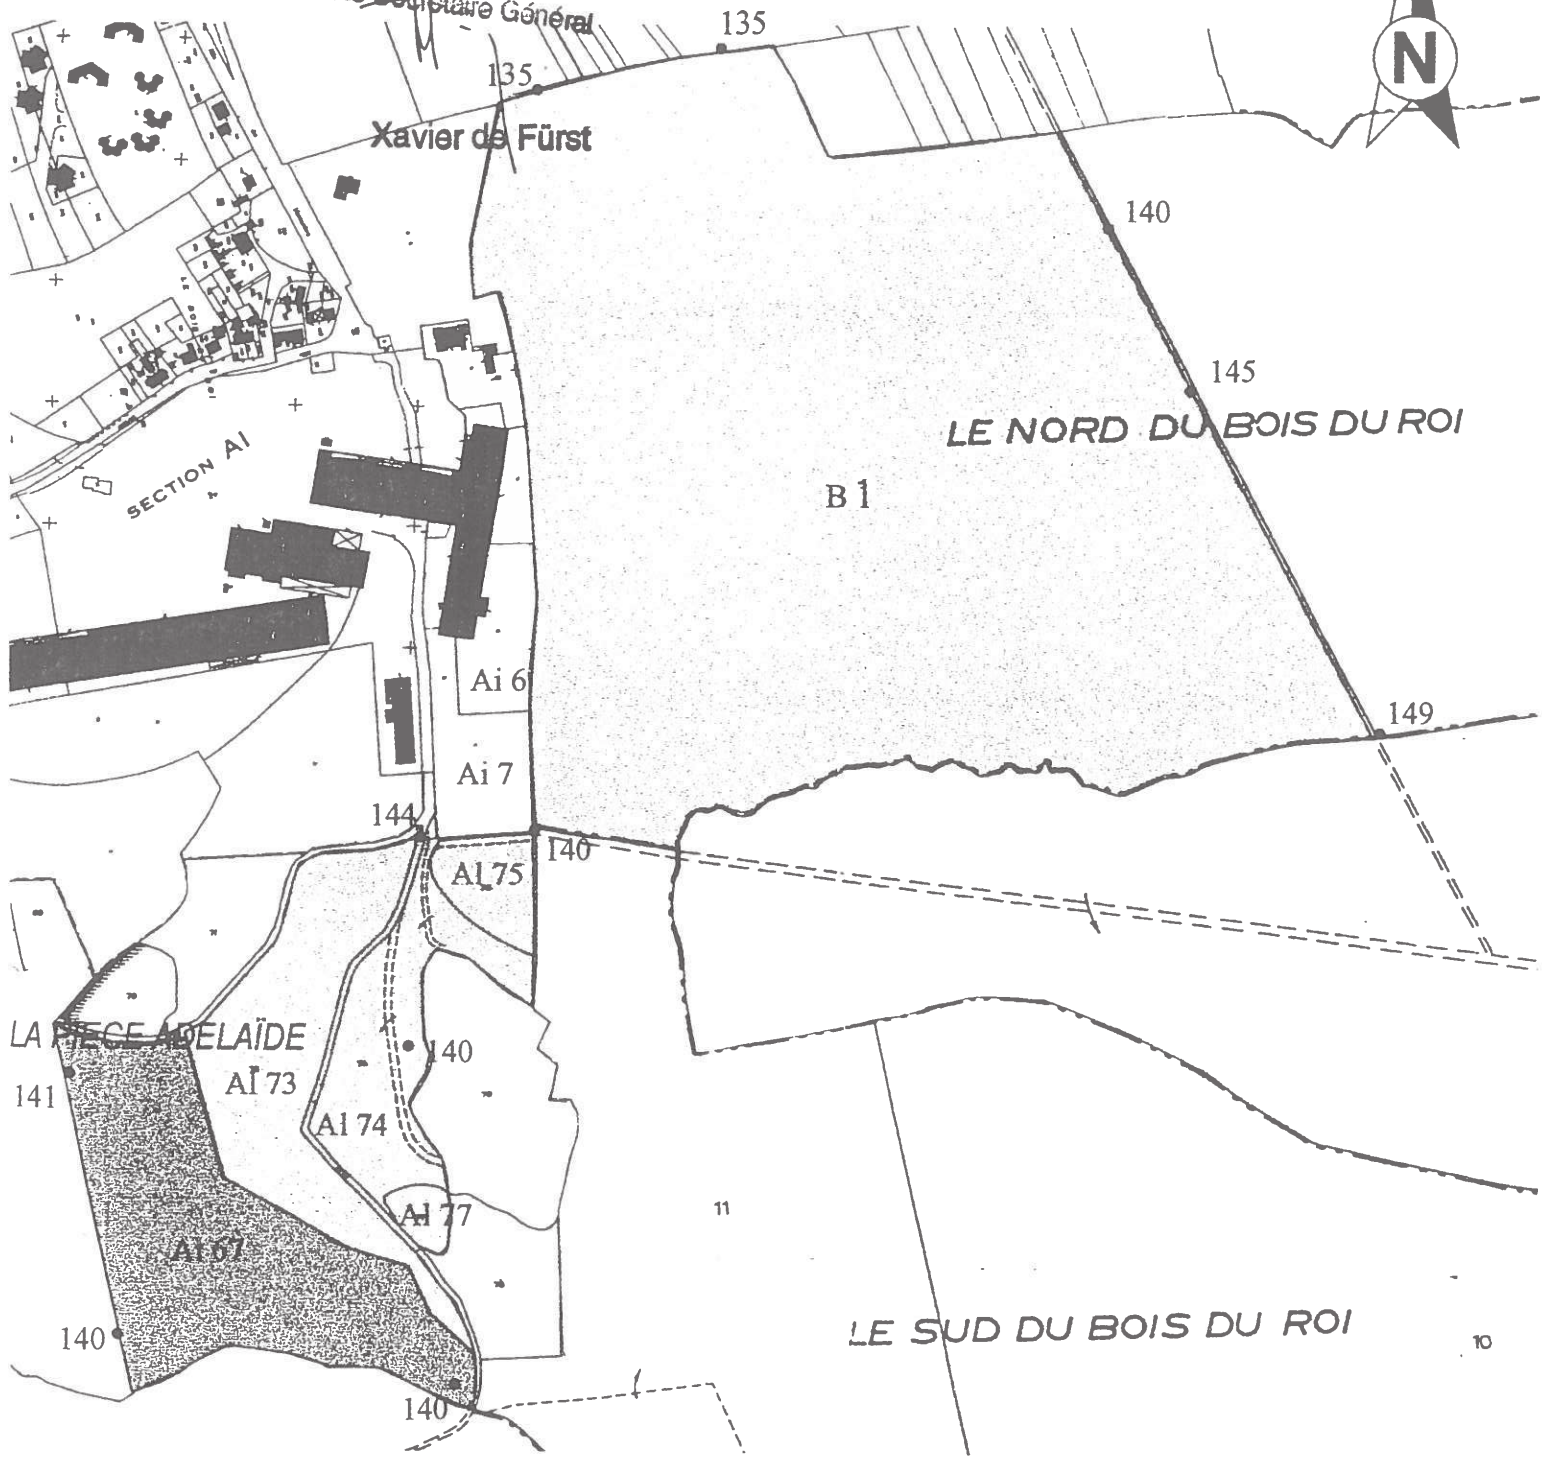 Secrétaire Général
135
135
N
Xavier de Fürst
140
145
LE NORD DU BOIS DU ROI
SECTION AI
B 1
Ai 6
149
Ai 7
144
140
AI 75
LA PIECE ADELAÏDE
140
141
AI 73
AI 74
11
AI 77
AI 67
LE SUD DU BOIS DU ROI
140
10
140